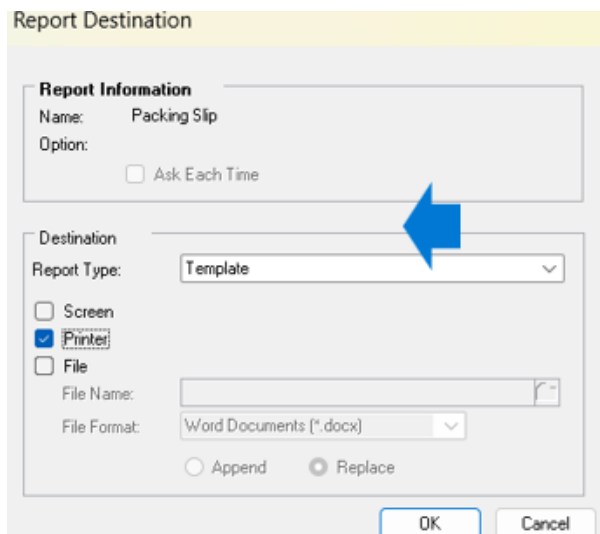 Report Destination
Report Information
Name: Packing Slip
Option:
Ask Each Time
Destination
Report Type: Template
Screen
Printer
File
File Name:
File Format: Word Documents (*.docx)
Append Replace
OK Cancel